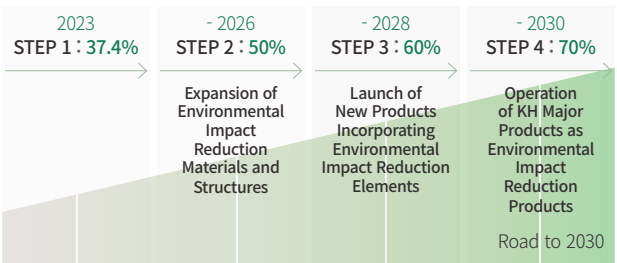 2023
STEP 1 : 37.4%
- 2026
STEP 2 : 50%
Expansion of
Environmental
Impact
Reduction
Materials and
Structures
- 2028
STEP 3 : 60%
Launch of
New Products
Incorporating
Environmental
Impact Reduction
Elements
- 2030
STEP 4 : 70%
Operation
of KH Major
Products as
Environmental
Impact
Reduction
Products
Road to 2030